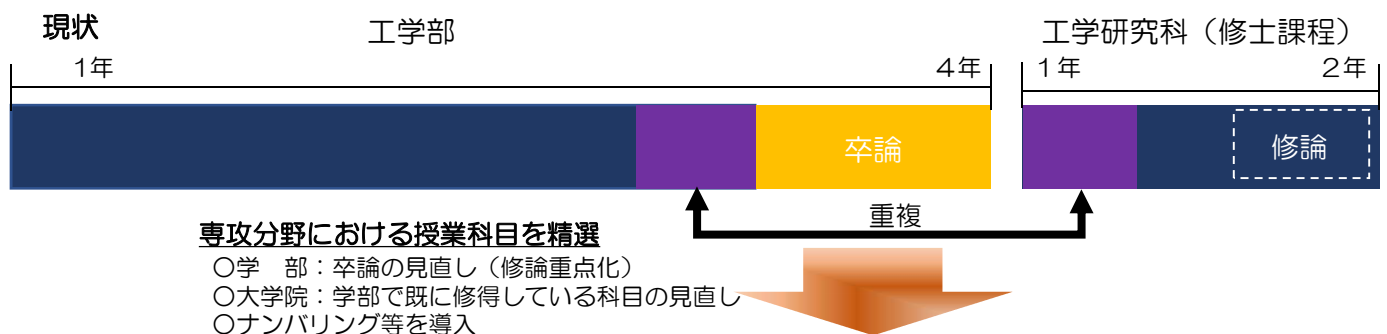 現状
工学部
工学研究科（修士課程）
1年
4年
1年
2年
卒論
修論
重複
専攻分野における授業科目を精選
○学　部：卒論の見直し（修論重点化）
○大学院：学部で既に修得している科目の見直し
○ナンバリング等を導入